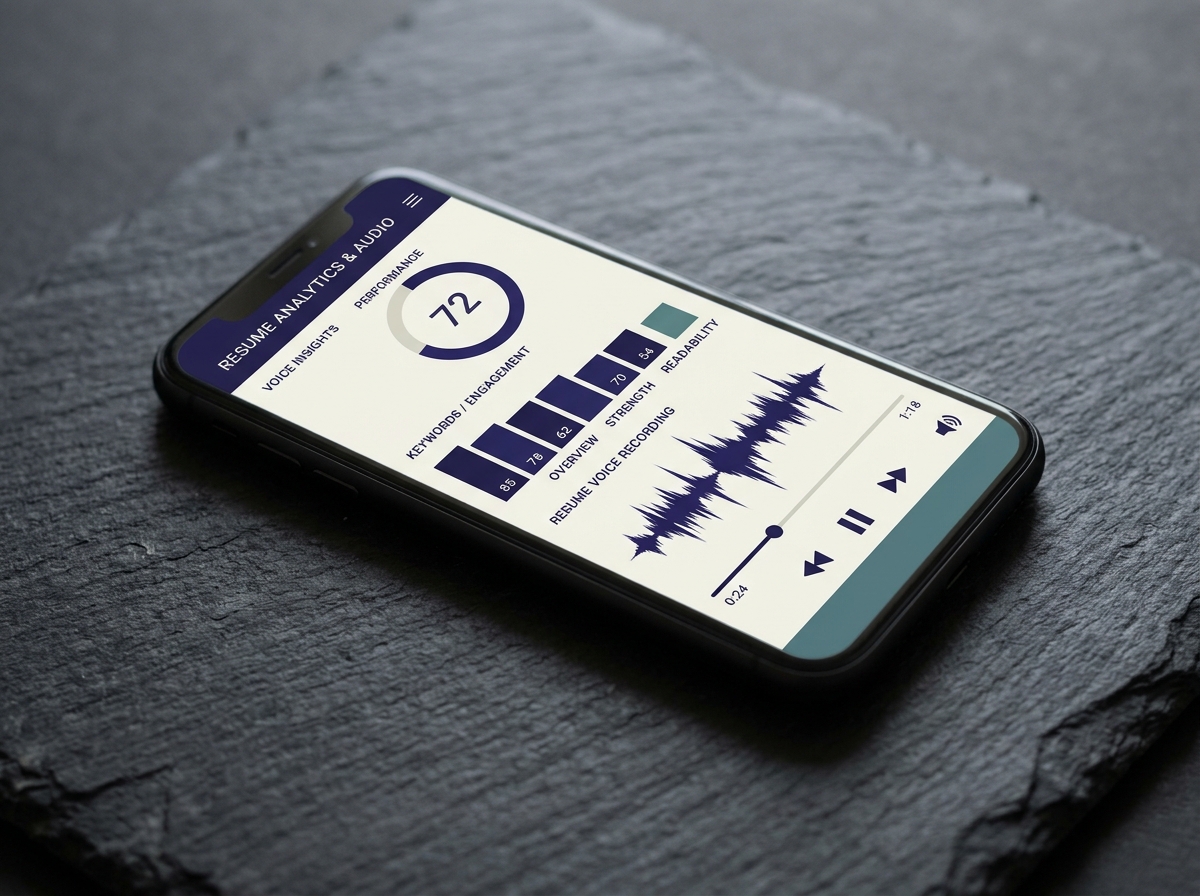 RESUME ANALYTICS & AUDIO
VOICE INSIGHTS PERFORMANCE
72
KEYWORDS / ENGAGEMENT
85 76 62 70 54
OVERVIEW STRENGTH READABILITY
RESUME VOICE RECORDING
0:24 1:18